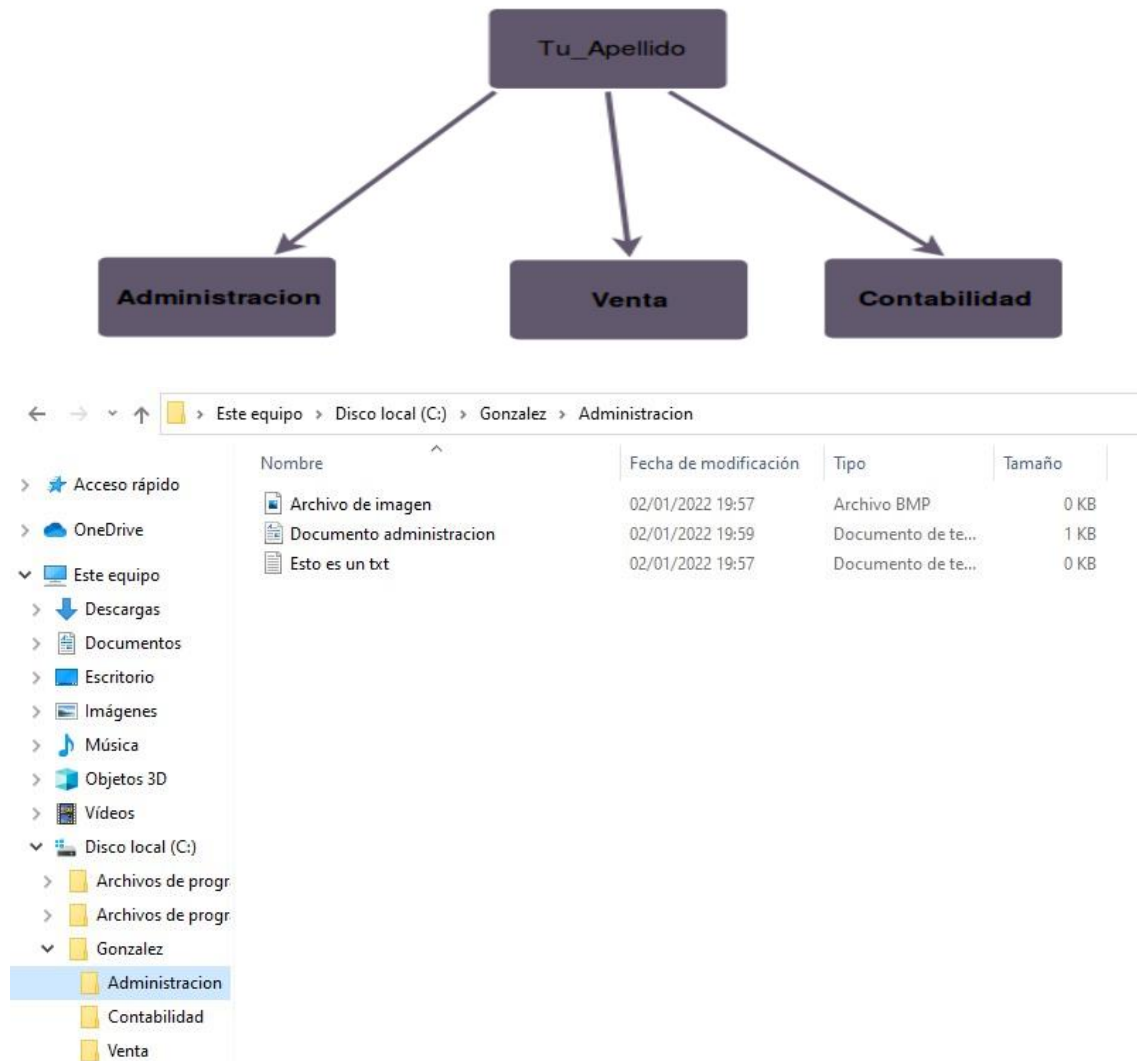 Tu_Apellido
Administracion
Venta
Contabilidad
Este equipo > Disco local (C:) > Gonzalez > Administracion
Nombre Fecha de modificación Tipo Tamaño
Archivo de imagen 02/01/2022 19:57 Archivo BMP 0 KB
Documento administracion 02/01/2022 19:59 Documento de te... 1 KB
Esto es un txt 02/01/2022 19:57 Documento de te... 0 KB
Acceso rápido
OneDrive
Este equipo
Descargas
Documentos
Escritorio
Imágenes
Música
Objetos 3D
Vídeos
Disco local (C:)
Archivos de progr
Archivos de progr
Gonzalez
Administracion
Contabilidad
Venta